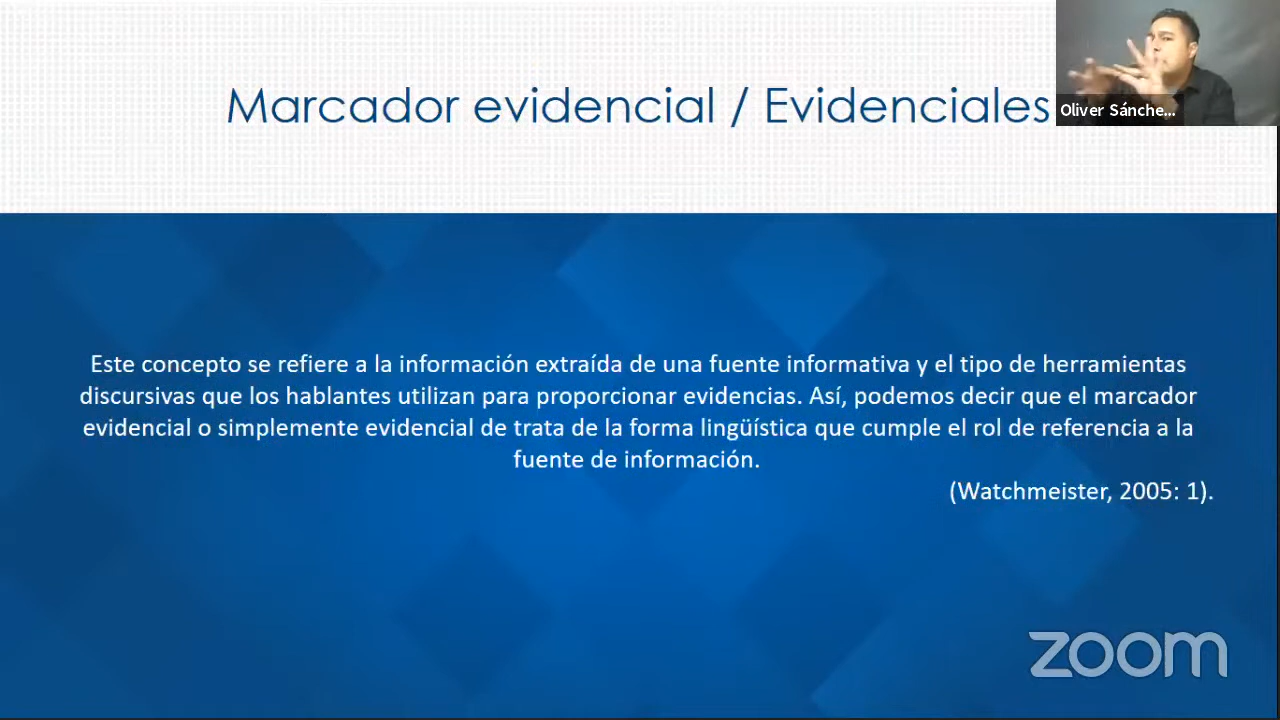 Marcador evidencial / Evidenciales
Oliver Sánche...
Este concepto se refiere a la información extraída de una fuente informativa y el tipo de herramientas
discursivas que los hablantes utilizan para proporcionar evidencias. Así, podemos decir que el marcador
evidencial o simplemente evidencial de trata de la forma lingüística que cumple el rol de referencia a la
fuente de información.
(Watchmeister, 2005: 1).
zoom